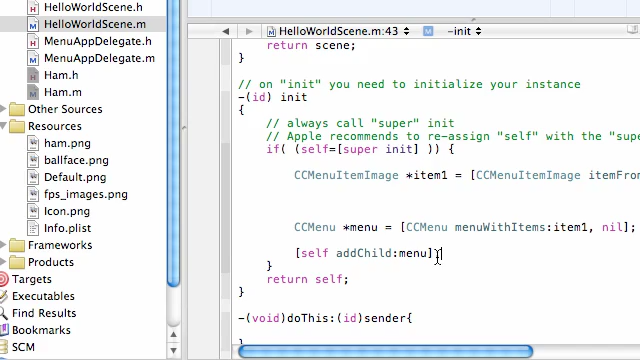 HelloWorldScene.h
HelloWorldScene.m
MenuAppDelegate.h
MenuAppDelegate.m
Ham.h
Ham.m
Other Sources
Resources
ham.png
ballface.png
Default.png
fps_images.png
Icon.png
Info.plist
Frameworks
Products
Targets
Executables
Find Results
Bookmarks
SCM
HelloWorldScene.m:43
-init
return scene;
}
// on "init" you need to initialize your instance
-(id) init
{
// always call "super" init
// Apple recommends to re-assign "self" with the "supe
if( (self=[super init] )) {
CCMenuItemImage *item1 = [CCMenuItemImage itemFrom
CCMenu *menu = [CCMenu menuWithItems:item1, nil];
[self addChild:menu]
}
return self;
}
-(void)doThis:(id)sender{
}